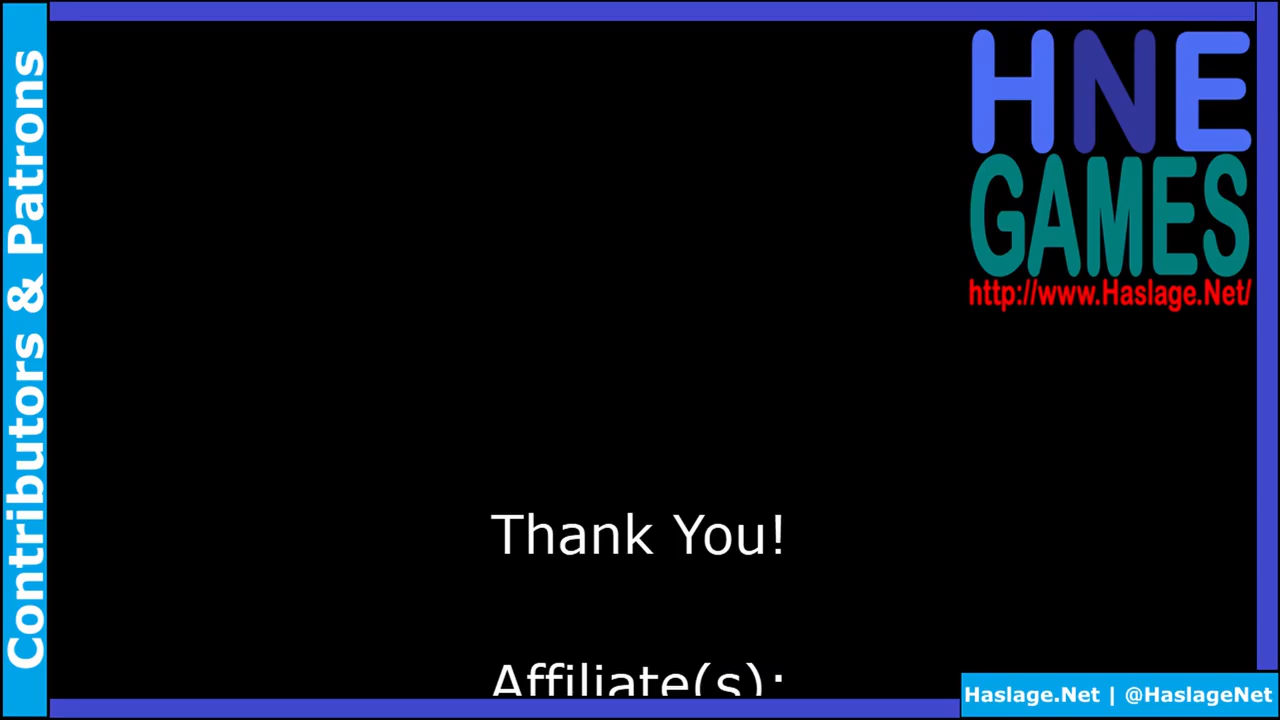 Contributors & Patrons
HNE
GAMES
http://www.Haslage.Net/
Thank You!
Affiliate(s):
Haslage.Net | @HaslageNet